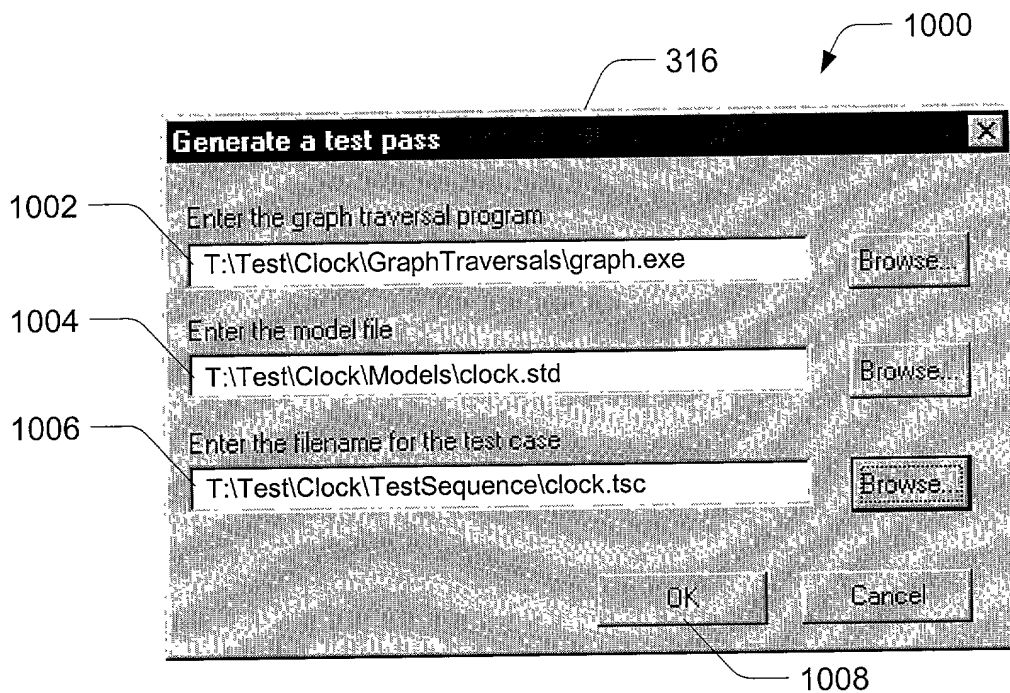 1000
316
Generate a test pass
1002
Enter the graph traversal program
T:\Test\Clock\GraphTraversals\graph.exe
Browse...
1004
Enter the model file
T:\Test\Clock\Models\clock.std
Browse...
1006
Enter the filename for the test case
T:\Test\Clock\TestSequence\clock.tsc
Browse...
OK
Cancel
1008